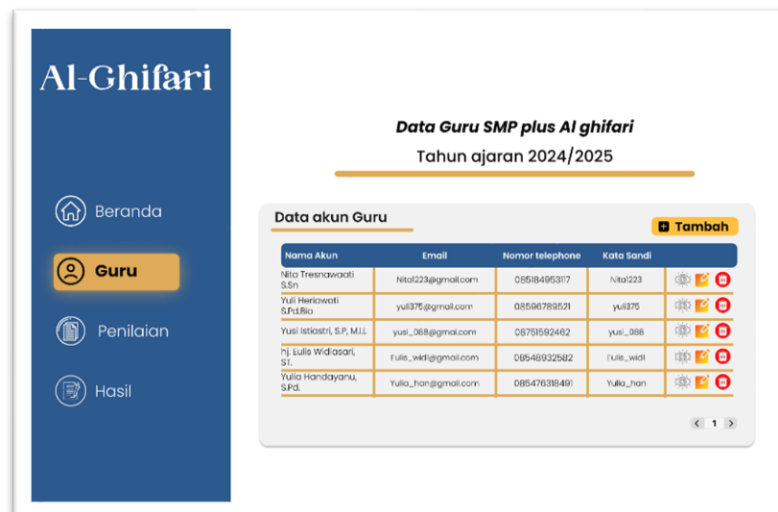 Al-Ghifari
Beranda
Guru
Penilaian
Hasil
Data Guru SMP plus Al ghifari
Tahun ajaran 2024/2025
Data akun Guru
Tambah
Nama Akun Email Nomor telephone Kata Sandi
Nita Tresnawaati
S.Sn
Nita1223@gmail.com 085184953117 Nita1223
Yuli Heriawati
S.Pd.Bio
yuli375@gmail.com 08596789521 yuli375
Yusi Istiastri, S.P, M.I.L yusi_088@gmai.com 08751592462 yusi_088
hj. Eulis Widiasari,
ST.
Eulis_widi@gmail.com 08548932582 Eulis_widi
Yulia Handayanu,
S.Pd.
Yulia_han@gmail.com 085476318491 Yulia_han
< 1 >